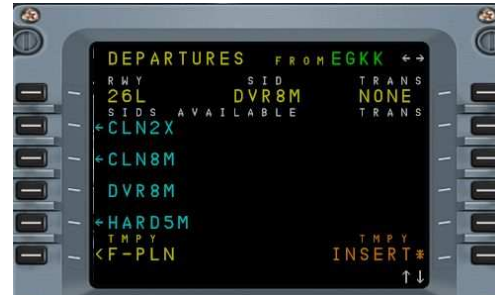 DEPARTURES FROM EGKK ←→
RWY SID TRANS
26L DVR8M NONE
SIDS AVAILABLE TRANS
←CLN2X
←CLN8M
DVR8M
←HARD5M
TMPY TMPY
<F-PLN INSERT*
↑↓